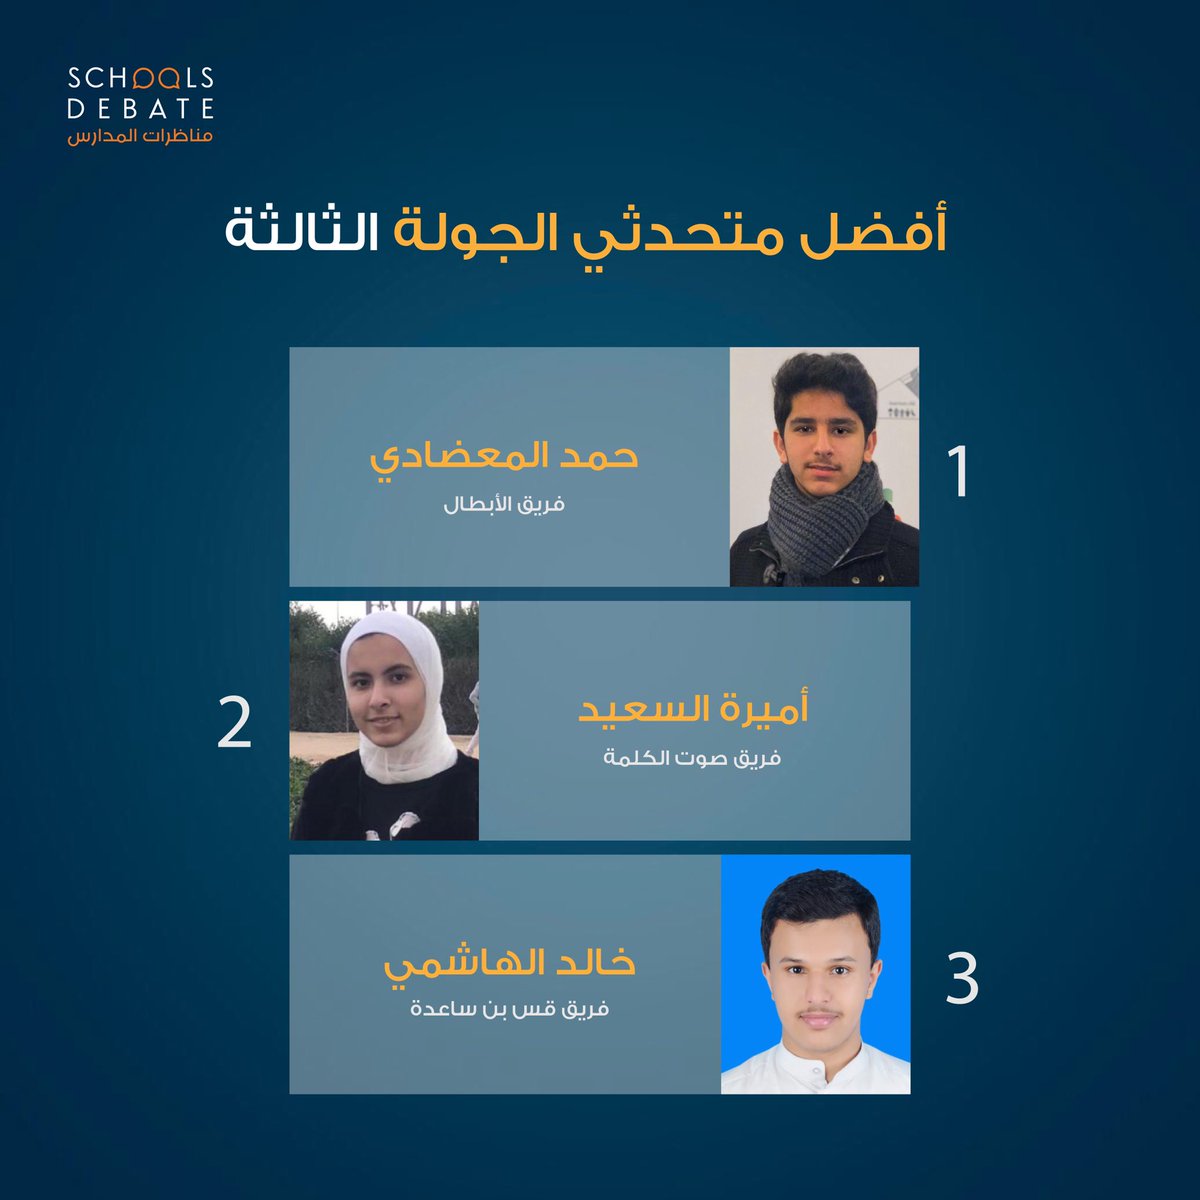 SCHOOLS
DEBATE
مناظرات المدارس
أفضل متحدثي الجولة الثالثة
1
حمد المعضادي
فريق الأبطال
2
أميرة السعيد
فريق صوت الكلمة
3
خالد الهاشمي
فريق قس بن ساعدة